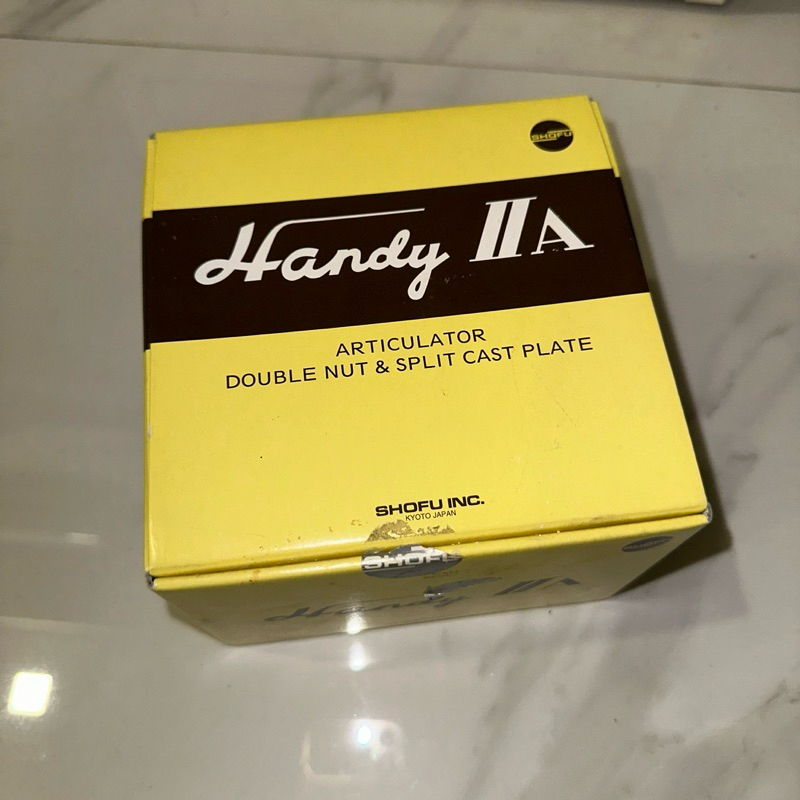 SHOFU
Handy IIA
ARTICULATOR
DOUBLE NUT & SPLIT CAST PLATE
SHOFU INC.
KYOTO JAPAN
SHOFU
Handy IIA